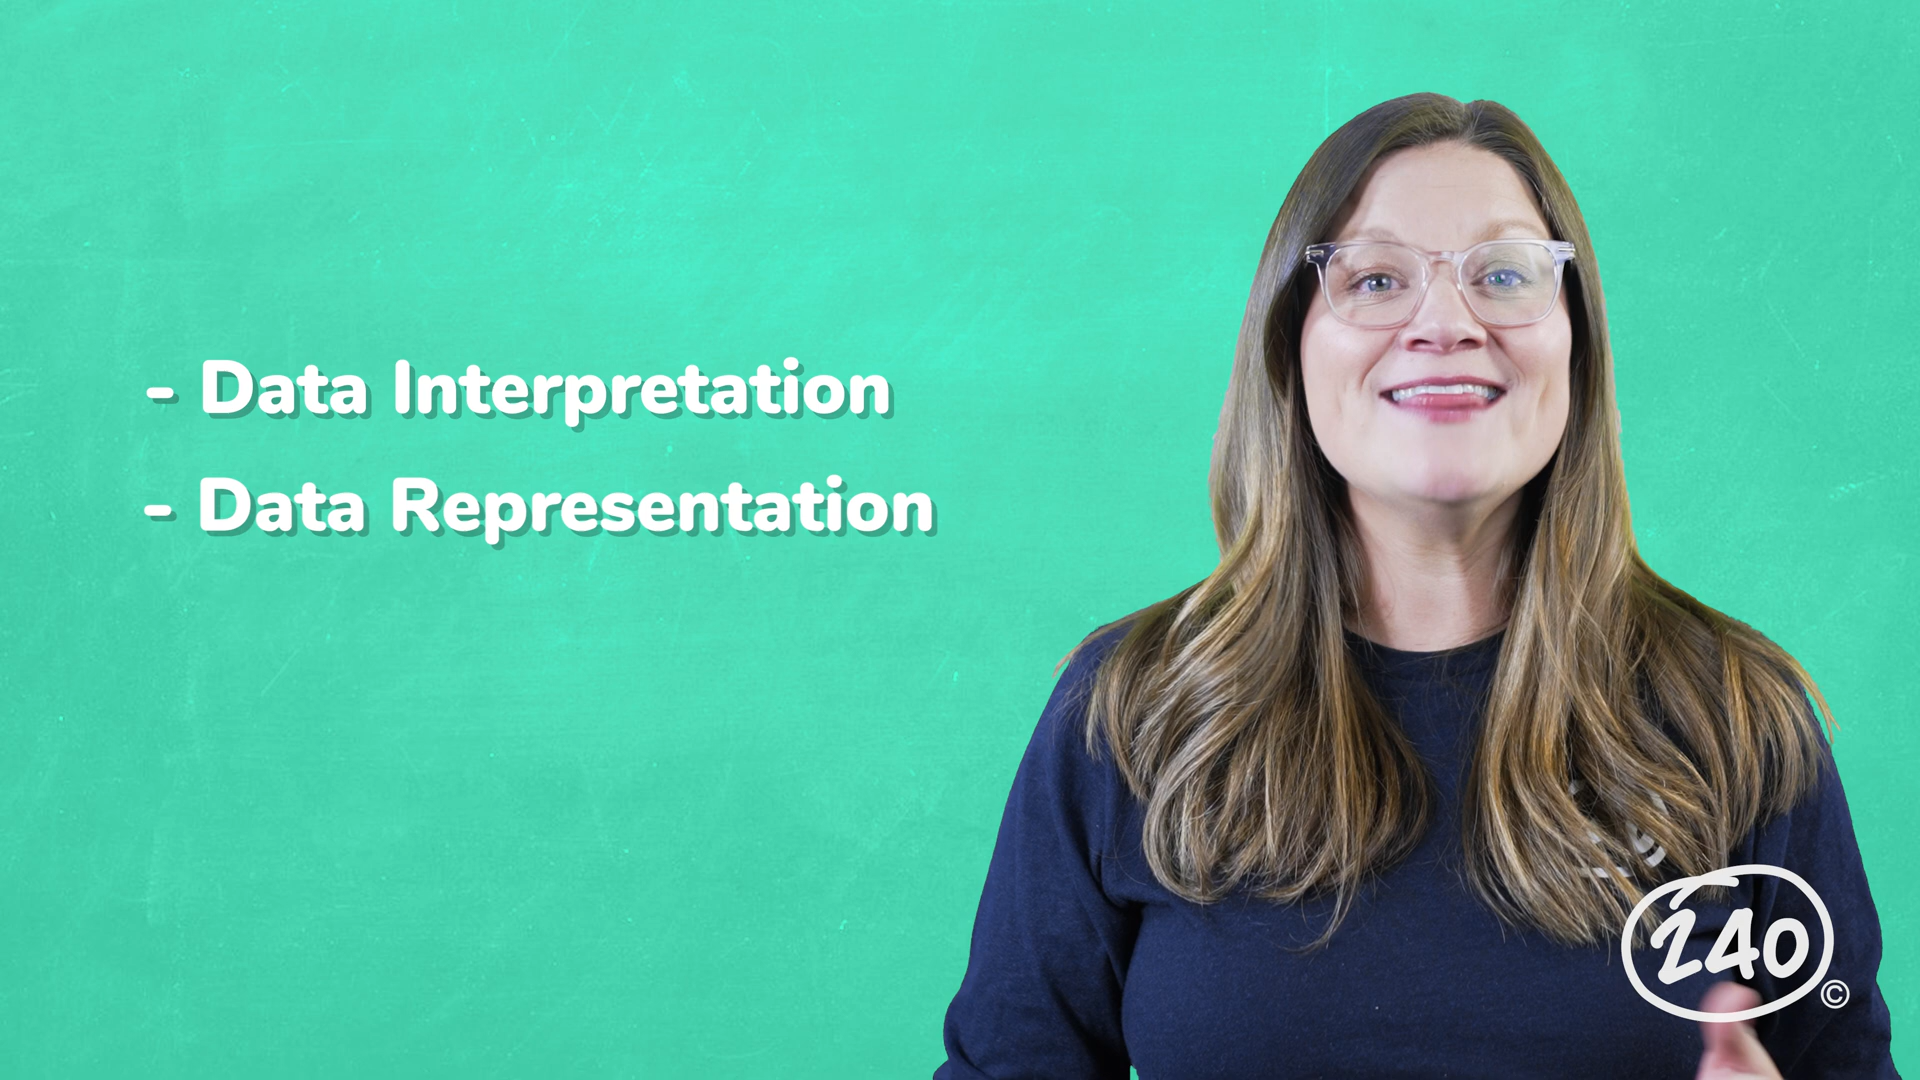 - Data Interpretation
- Data Representation
240
©